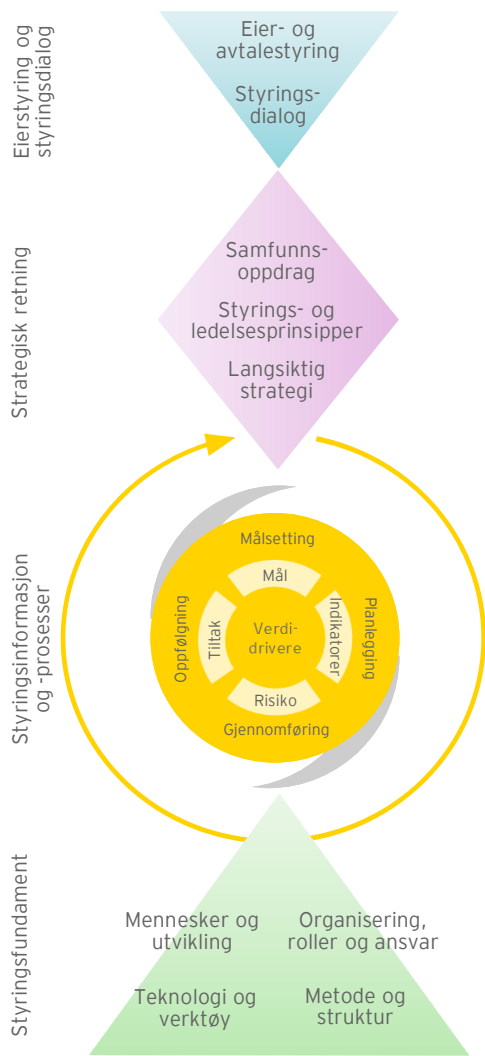 Eierstyring og
styringsdialog
Eier- og
avtalestyring
Styrings-
dialog
Strategisk retning
Samfunns-
oppdrag
Styrings- og
ledelsesprinsipper
Langsiktig
strategi
Styringsinformasjon
og -prosesser
Målsetting
Mål
Oppfølgning
Tiltak
Verdi-
drivere
Indikatorer
Planlegging
Risiko
Gjennomføring
Styringsfundament
Mennesker og
utvikling
Organisering,
roller og ansvar
Teknologi og
verktøy
Metode og
struktur